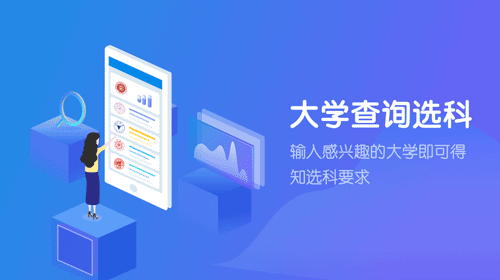 大学查询选科
输入感兴趣的大学即可得
知选科要求